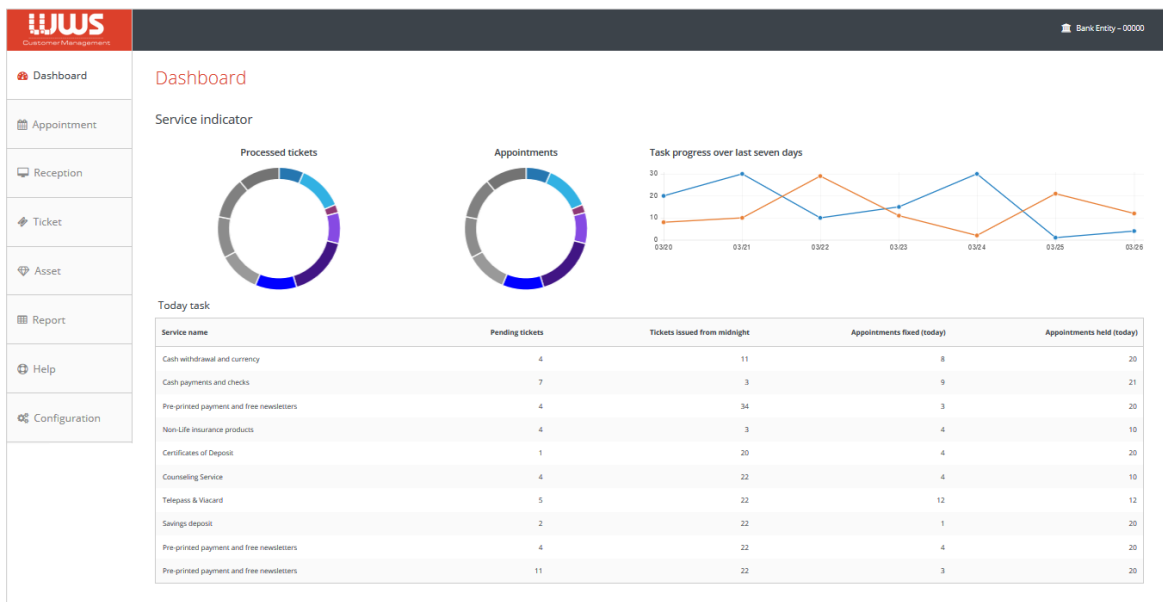 WWS
CustomerManagement
Bank Entity – 00000
Dashboard
Appointment
Reception
Ticket
Asset
Report
Help
Configuration
Dashboard
Service indicator
Processed tickets
Appointments
Task progress over last seven days
30
20
10
0
03/20 03/21 03/22 03/23 03/24 03/25 03/26
Today task
Service name Pending tickets Tickets issued from midnight Appointments fixed (today) Appointments held (today)
Cash withdrawal and currency 4 11 8 20
Cash payments and checks 7 3 9 21
Pre-printed payment and free newsletters 4 34 3 20
Non-Life insurance products 4 3 4 10
Certificates of Deposit 1 20 4 20
Counseling Service 4 22 4 10
Telepass & Viacard 5 22 12 12
Savings deposit 2 22 1 20
Pre-printed payment and free newsletters 4 22 4 20
Pre-printed payment and free newsletters 11 22 3 20